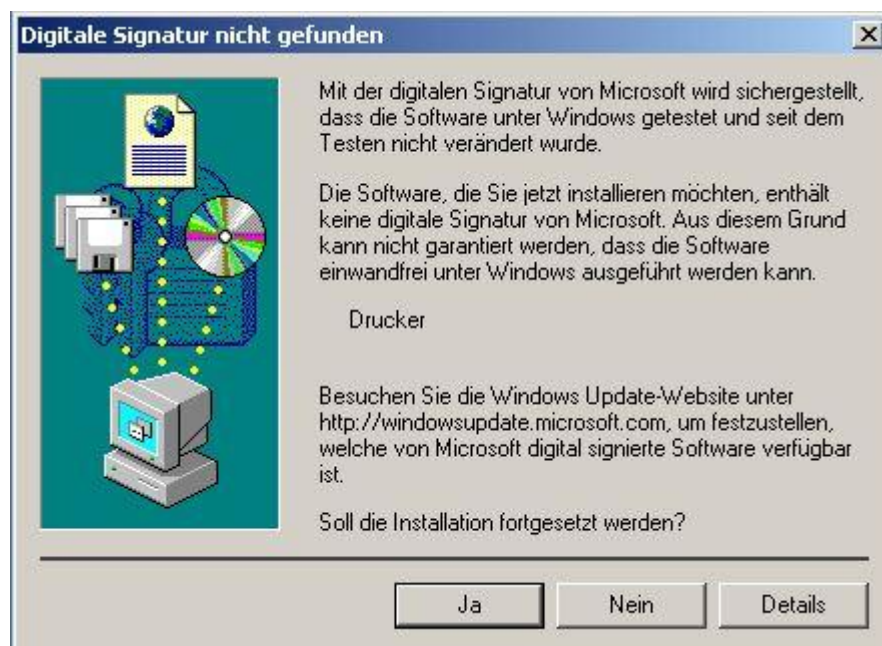 Digitale Signatur nicht gefunden
Mit der digitalen Signatur von Microsoft wird sichergestellt,
dass die Software unter Windows getestet und seit dem
Testen nicht verändert wurde.
Die Software, die Sie jetzt installieren möchten, enthält
keine digitale Signatur von Microsoft. Aus diesem Grund
kann nicht garantiert werden, dass die Software
einwandfrei unter Windows ausgeführt werden kann.
Drucker
Besuchen Sie die Windows Update-Website unter
http://windowsupdate.microsoft.com, um festzustellen,
welche von Microsoft digital signierte Software verfügbar
ist.
Soll die Installation fortgesetzt werden?
Ja
Nein
Details